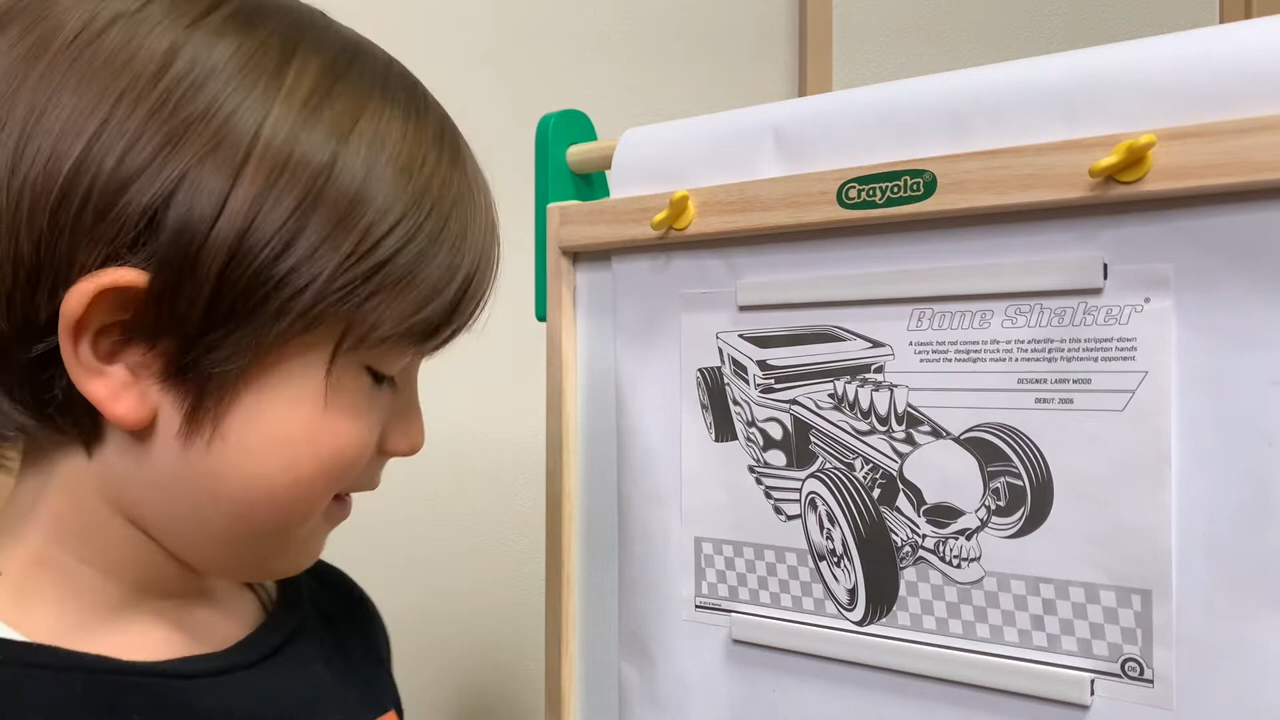 Crayola®
Bone Shaker®
A classic hot rod comes to life—or the afterlife—in this stripped-down
Larry Wood- designed truck rod. The skull grille and skeleton hands
around the headlights make it a menacingly frightening opponent.
DESIGNER: LARRY WOOD
DEBUT: 2006
06